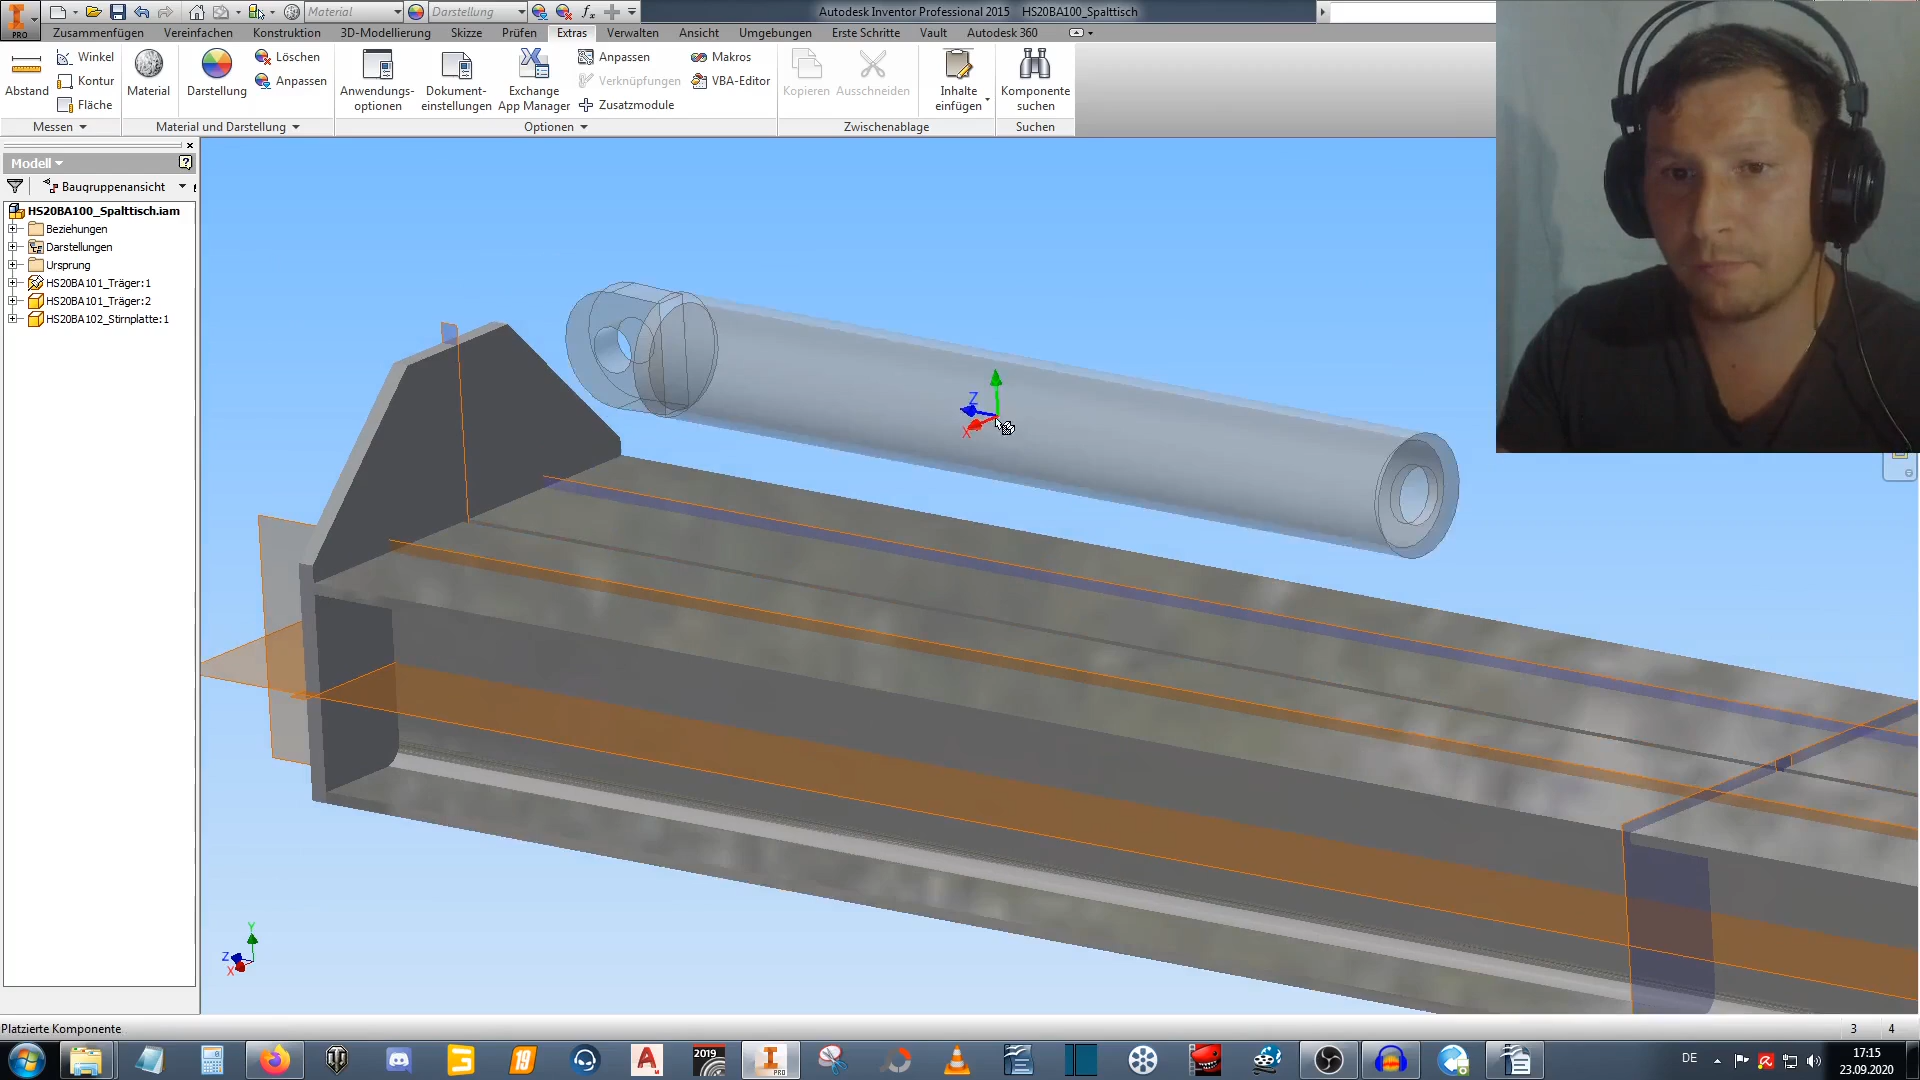 PRO
Material
Darstellung
Autodesk Inventor Professional 2015 HS20BA100_Spalttisch
Zusammenfügen Vereinfachen Konstruktion 3D-Modellierung Skizze Prüfen Extras Verwalten Ansicht Umgebungen Erste Schritte Vault Autodesk 360
Abstand
Winkel
Kontur
Fläche
Messen
Material
Darstellung
Löschen
Anpassen
Material und Darstellung
Anwendungs-
optionen
Dokument-
einstellungen
Exchange
App Manager
Anpassen
Verknüpfungen
Zusatzmodule
Makros
VBA-Editor
Optionen
Kopieren Ausschneiden
Zwischenablage
Inhalte
einfügen
Komponente
suchen
Suchen
Modell
Baugruppenansicht
HS20BA100_Spalttisch.iam
Beziehungen
Darstellungen
Ursprung
HS20BA101_Träger:1
HS20BA101_Träger:2
HS20BA102_Stirnplatte:1
Z
X
Y
Z
X
Platzierte Komponente
3 4
2019
PRO
19
DE
17:15
23.09.2020